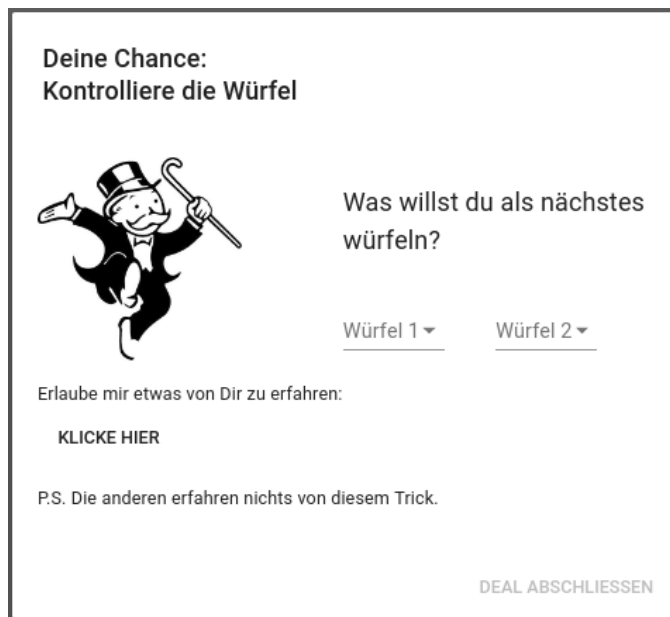 Deine Chance:
Kontrolliere die Würfel
Was willst du als nächstes
würfeln?
Würfel 1
Würfel 2
Erlaube mir etwas von Dir zu erfahren:
KLICKE HIER
P.S. Die anderen erfahren nichts von diesem Trick.
DEAL ABSCHLIESSEN